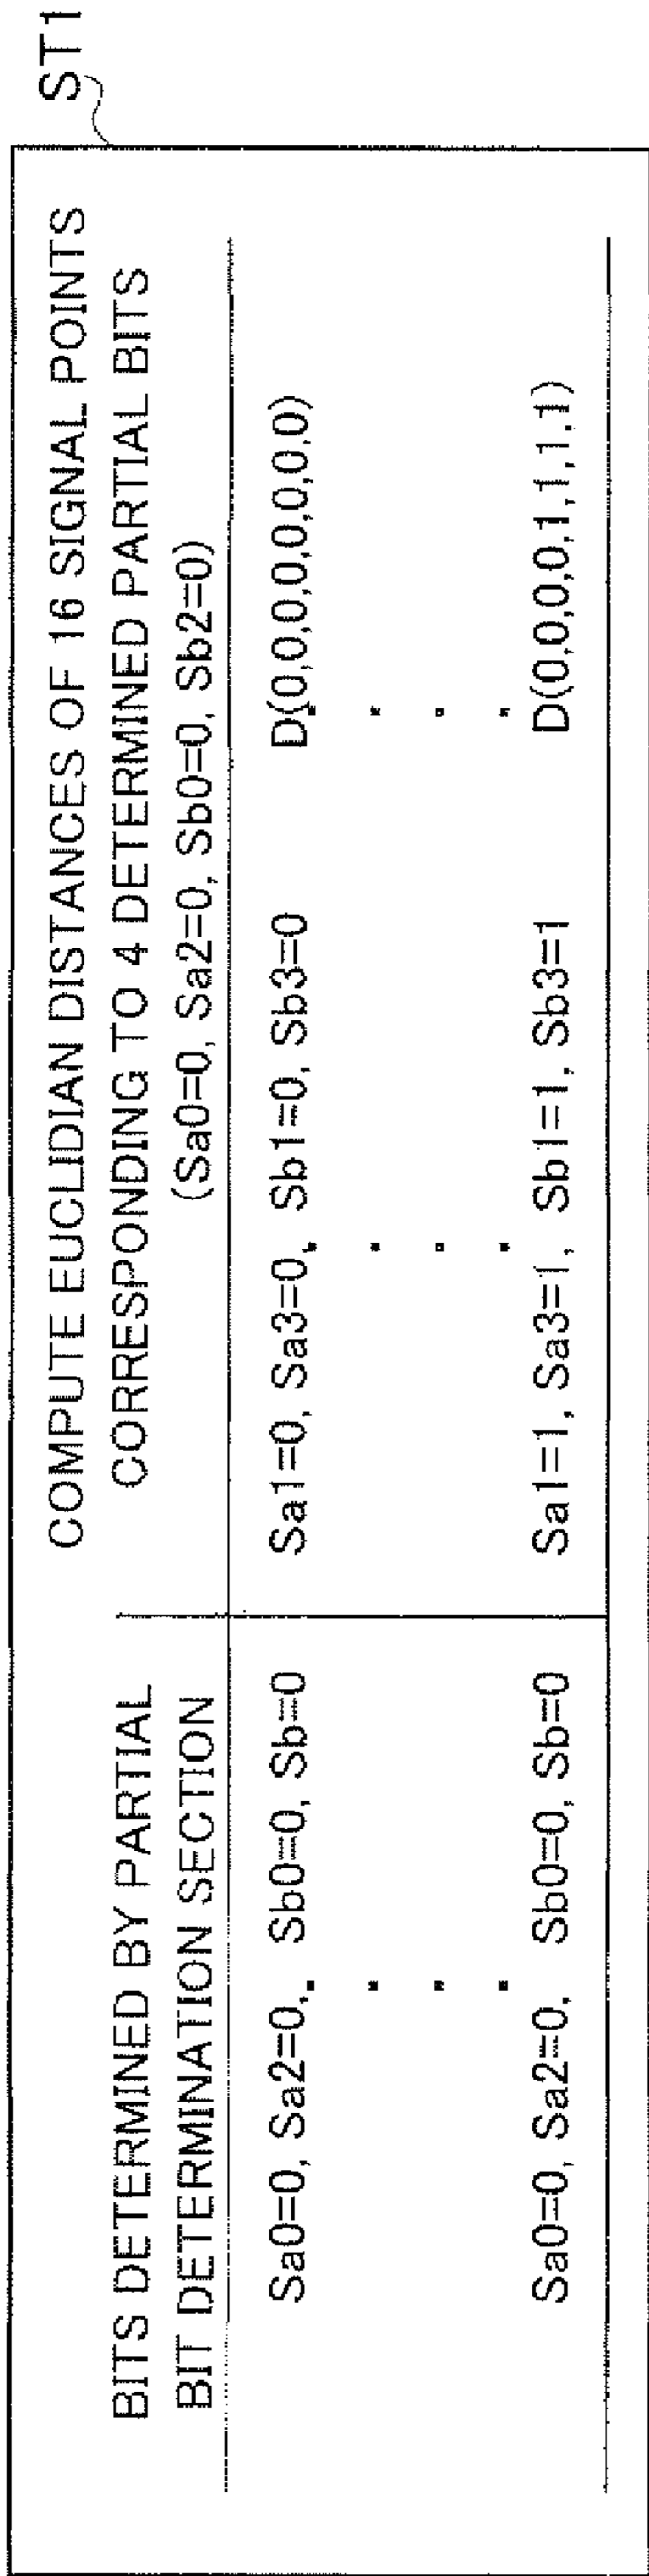 ST1
COMPUTE EUCLIDIAN DISTANCES OF 16 SIGNAL POINTS
CORRESPONDING TO 4 DETERMINED PARTIAL BITS
(Sa0=0, Sa2=0, Sb0=0, Sb2=0)
BITS DETERMINED BY PARTIAL
BIT DETERMINATION SECTION
Sa0=0, Sa2=0, Sb0=0, Sb=0 Sa1=0, Sa3=0, Sb1=0, Sb3=0 D(0,0,0,0,0,0,0,0)
Sa0=0, Sa2=0, Sb0=0, Sb=0 Sa1=1, Sa3=1, Sb1=1, Sb3=1 D(0,0,0,0,1,1,1,1)